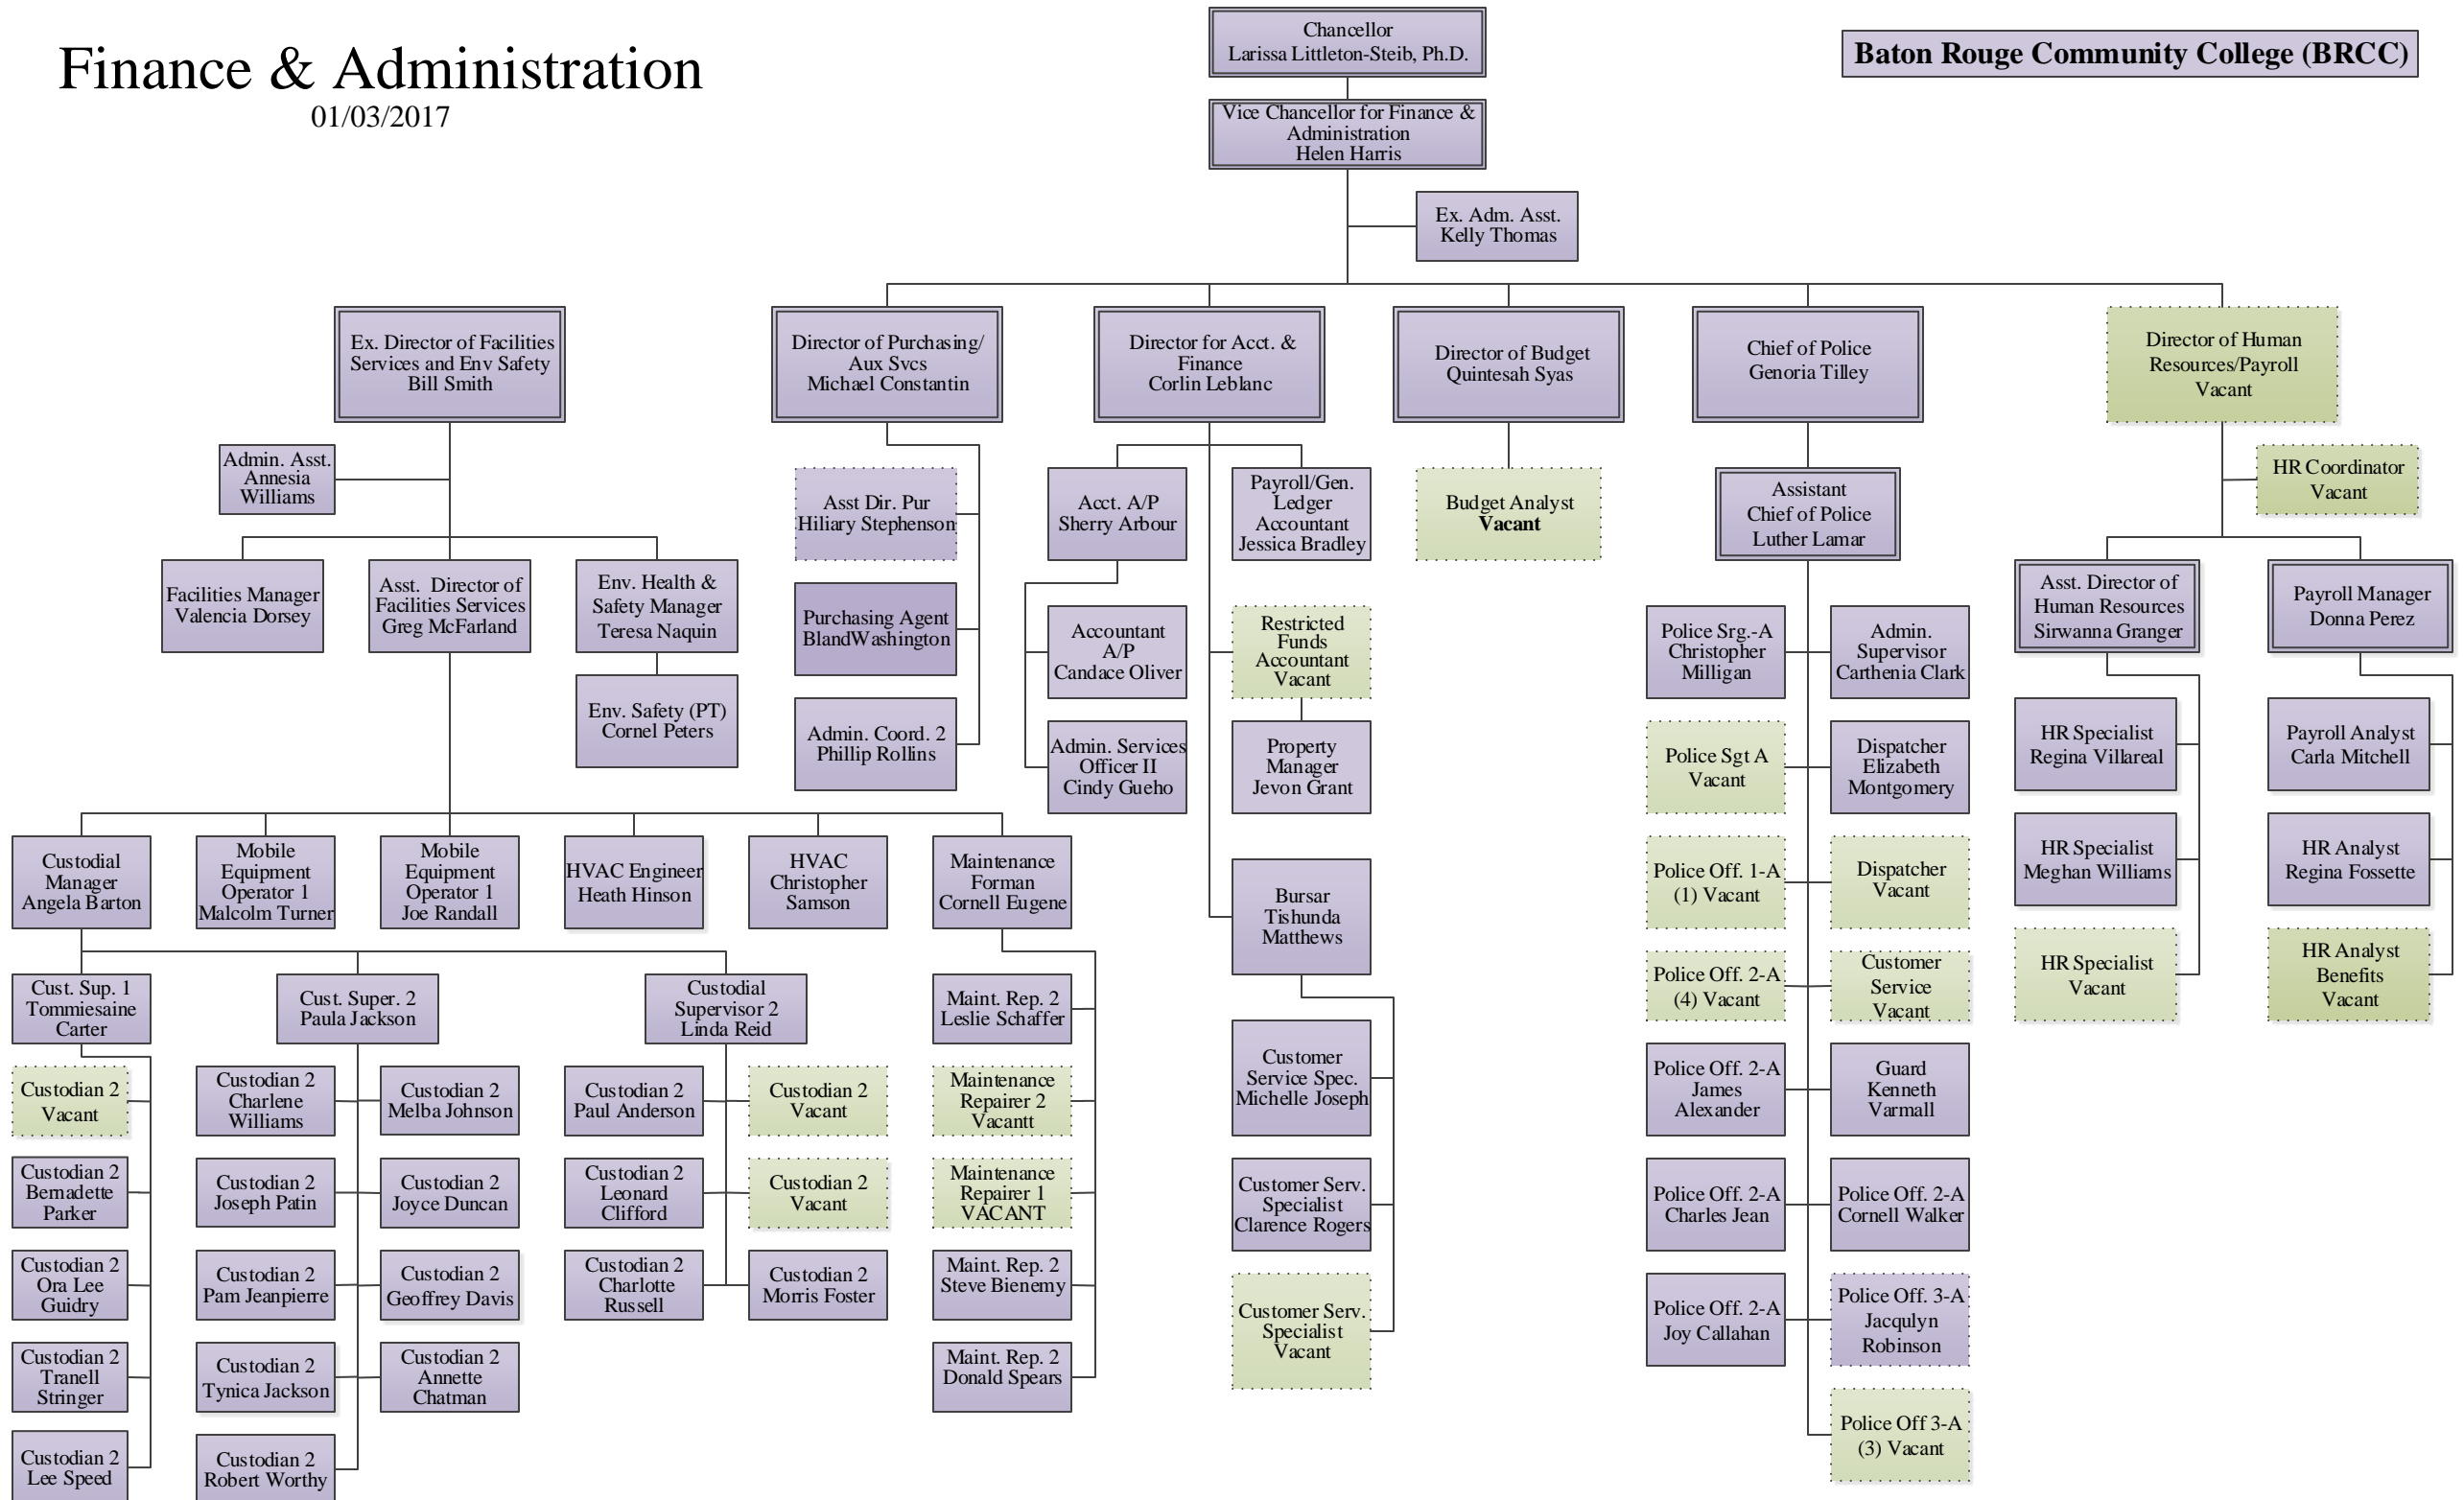 Finance & Administration
01/03/2017
Baton Rouge Community College (BRCC)
Chancellor
Larissa Littleton-Steib, Ph.D.
Vice Chancellor for Finance &
Administration
Helen Harris
Ex. Adm. Asst.
Kelly Thomas
Ex. Director of Facilities
Services and Env Safety
Bill Smith
Director of Purchasing/
Aux Svcs
Michael Constantin
Director for Acct. &
Finance
Corlin Leblanc
Director of Budget
Quintesah Syas
Chief of Police
Genoria Tilley
Director of Human
Resources/Payroll
Vacant
Admin. Asst.
Annesia
Williams
Facilities Manager
Valencia Dorsey
Asst.  Director of
Facilities Services
Greg McFarland
Env. Health &
Safety Manager
Teresa Naquin
Env. Safety (PT)
Cornel Peters
Asst Dir. Pur
Hiliary Stephenson
Purchasing Agent
BlandWashington
Admin. Coord. 2
Phillip Rollins
Acct. A/P
Sherry Arbour
Payroll/Gen.
Ledger
Accountant
Jessica Bradley
Accountant
A/P
Candace Oliver
Restricted
Funds
Accountant
Vacant
Admin. Services
Officer II
Cindy Gueho
Property
Manager
Jevon Grant
Bursar
Tishunda
Matthews
Customer
Service Spec.
Michelle Joseph
Customer Serv.
Specialist
Clarence Rogers
Customer Serv.
Specialist
Vacant
Budget Analyst
Vacant
Assistant
Chief of Police
Luther Lamar
Police Srg.-A
Christopher
Milligan
Admin.
Supervisor
Carthenia Clark
Police Sgt A
Vacant
Dispatcher
Elizabeth
Montgomery
Police Off. 1-A
(1) Vacant
Dispatcher
Vacant
Police Off. 2-A
(4) Vacant
Customer
Service
Vacant
Police Off. 2-A
James
Alexander
Guard
Kenneth
Varmall
Police Off. 2-A
Charles Jean
Police Off. 2-A
Cornell Walker
Police Off. 2-A
Joy Callahan
Police Off. 3-A
Jacqulyn
Robinson
Police Off 3-A
(3) Vacant
HR Coordinator
Vacant
Asst. Director of
Human Resources
Sirwanna Granger
Payroll Manager
Donna Perez
HR Specialist
Regina Villareal
Payroll Analyst
Carla Mitchell
HR Specialist
Meghan Williams
HR Analyst
Regina Fossette
HR Specialist
Vacant
HR Analyst
Benefits
Vacant
Custodial
Manager
Angela Barton
Mobile
Equipment
Operator 1
Malcolm Turner
Mobile
Equipment
Operator 1
Joe Randall
HVAC Engineer
Heath Hinson
HVAC
Christopher
Samson
Maintenance
Forman
Cornell Eugene
Cust. Sup. 1
Tommiesaine
Carter
Cust. Super. 2
Paula Jackson
Custodial
Supervisor 2
Linda Reid
Maint. Rep. 2
Leslie Schaffer
Custodian 2
Vacant
Custodian 2
Charlene
Williams
Custodian 2
Melba Johnson
Custodian 2
Paul Anderson
Custodian 2
Vacant
Maintenance
Repairer 2
Vacantt
Custodian 2
Bernadette
Parker
Custodian 2
Joseph Patin
Custodian 2
Joyce Duncan
Custodian 2
Leonard
Clifford
Custodian 2
Vacant
Maintenance
Repairer 1
VACANT
Custodian 2
Ora Lee
Guidry
Custodian 2
Pam Jeanpierre
Custodian 2
Geoffrey Davis
Custodian 2
Charlotte
Russell
Custodian 2
Morris Foster
Maint. Rep. 2
Steve Bienemy
Custodian 2
Tranell
Stringer
Custodian 2
Tynica Jackson
Custodian 2
Annette
Chatman
Maint. Rep. 2
Donald Spears
Custodian 2
Lee Speed
Custodian 2
Robert Worthy